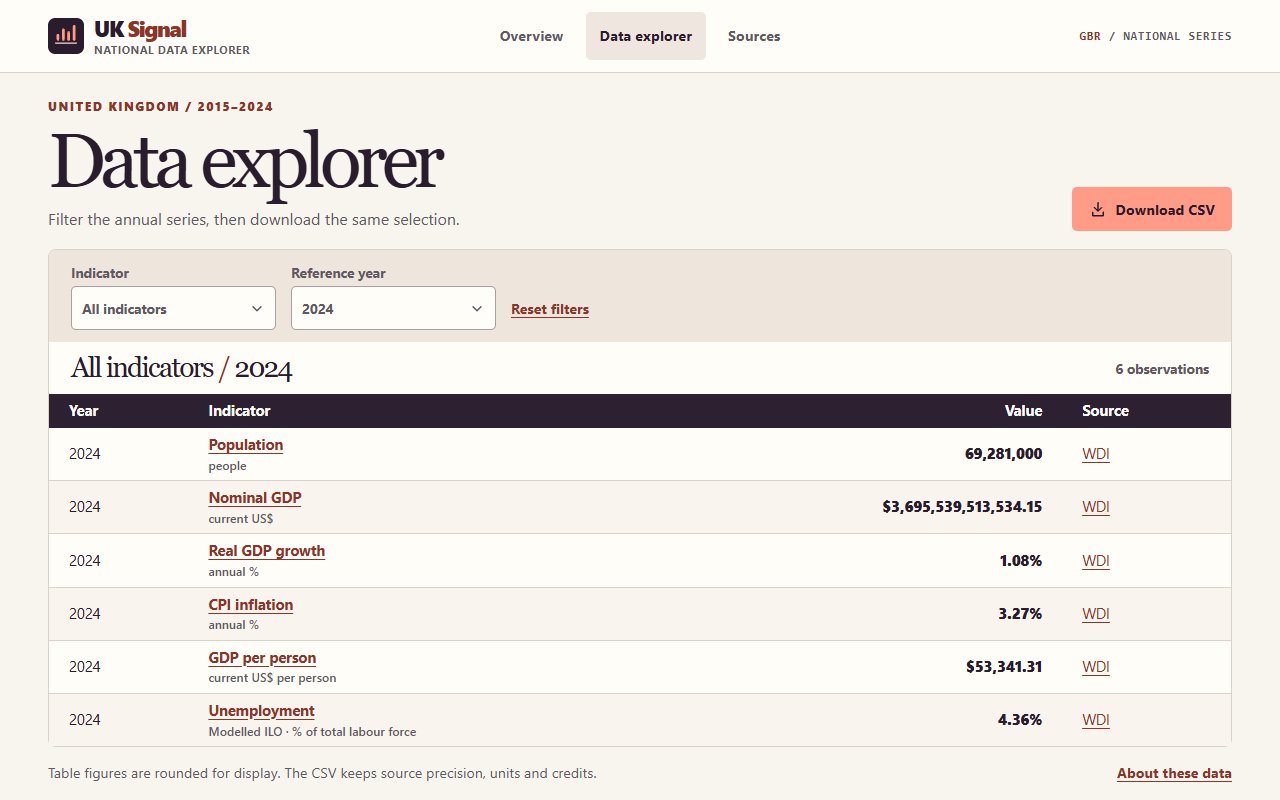 UK Signal
NATIONAL DATA EXPLORER
Overview
Data explorer
Sources
GBR / NATIONAL SERIES
UNITED KINGDOM / 2015–2024
Data explorer
Filter the annual series, then download the same selection.
Download CSV
Indicator
Reference year
All indicators
2024
Reset filters
All indicators / 2024
6 observations
Year Indicator Value Source
2024 Population 69,281,000 WDI
people
2024 Nominal GDP $3,695,539,513,534.15 WDI
current US$
2024 Real GDP growth 1.08% WDI
annual %
2024 CPI inflation 3.27% WDI
annual %
2024 GDP per person $53,341.31 WDI
current US$ per person
2024 Unemployment 4.36% WDI
Modelled ILO · % of total labour force
Table figures are rounded for display. The CSV keeps source precision, units and credits.
About these data